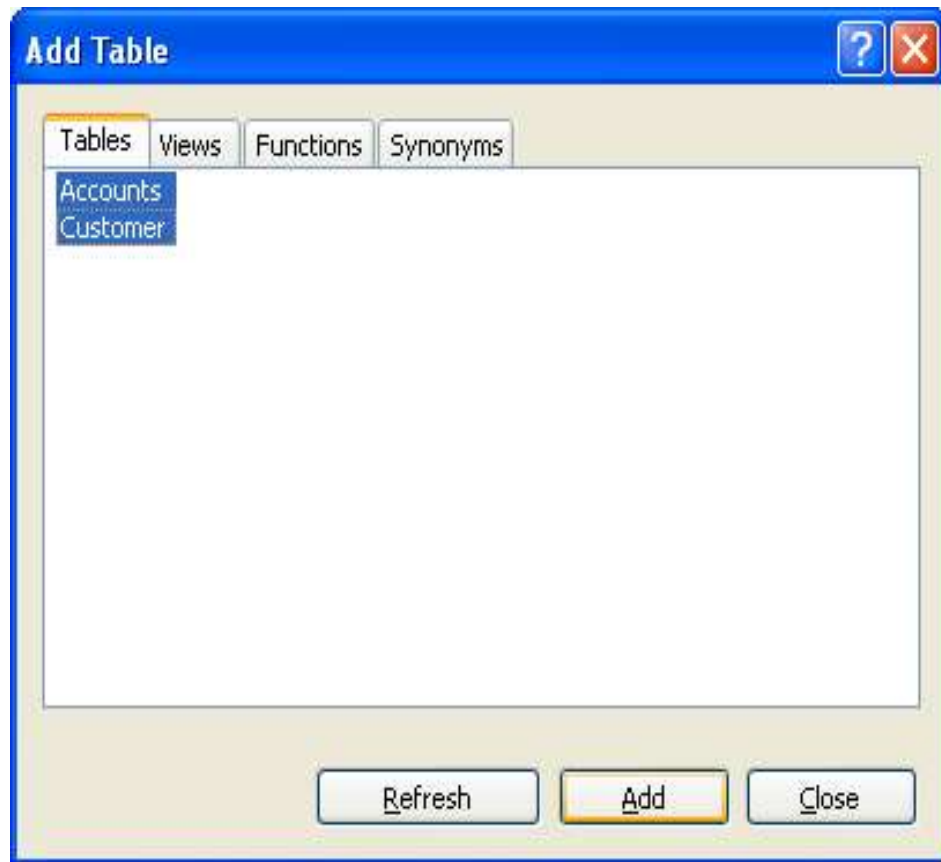 Add Table
Tables Views Functions Synonyms
Accounts
Customer
Refresh Add Close